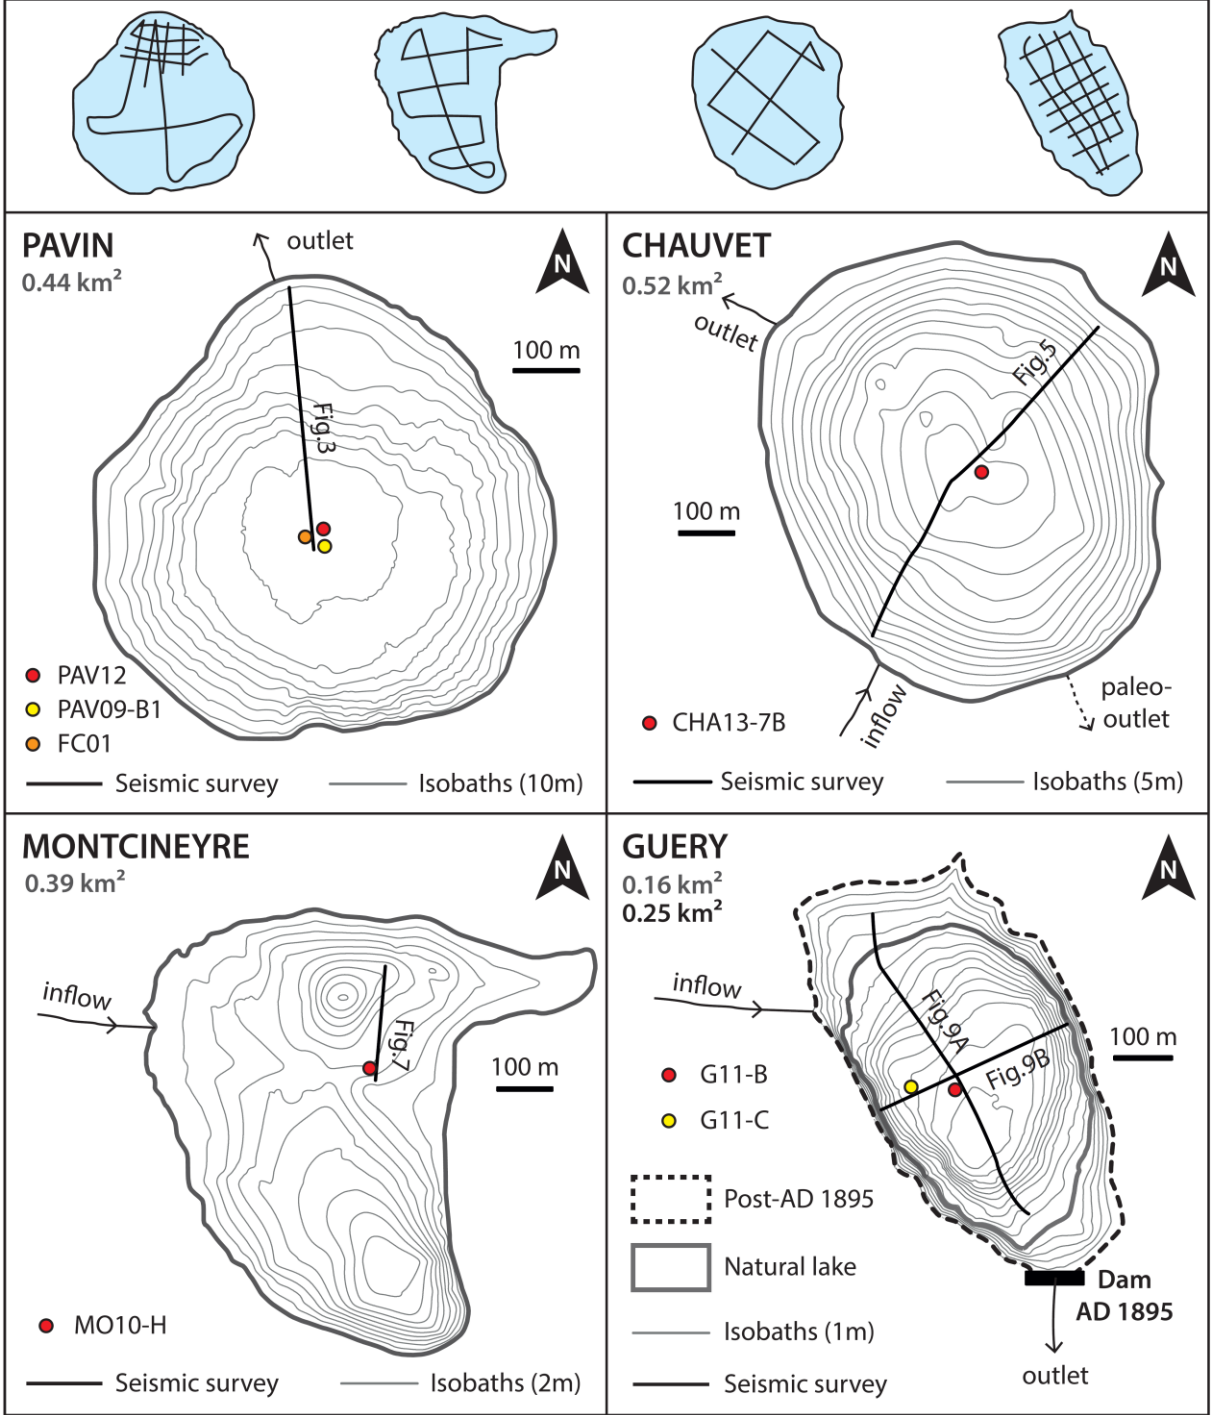 PAVIN
0.44 km²
outlet
N
100 m
Fig.3
PAV12
PAV09-B1
FC01
Seismic survey
Isobaths (10m)
CHAUVET
0.52 km²
outlet
N
Fig.5
100 m
CHA13-7B
inflow
paleo-
outlet
Seismic survey
Isobaths (5m)
MONTCINEYRE
0.39 km²
N
inflow
Fig.7
100 m
MO10-H
Seismic survey
Isobaths (2m)
GUERY
0.16 km²
0.25 km²
N
inflow
Fig.9A
Fig.9B
100 m
G11-B
G11-C
Post-AD 1895
Natural lake
Isobaths (1m)
Seismic survey
Dam
AD 1895
outlet